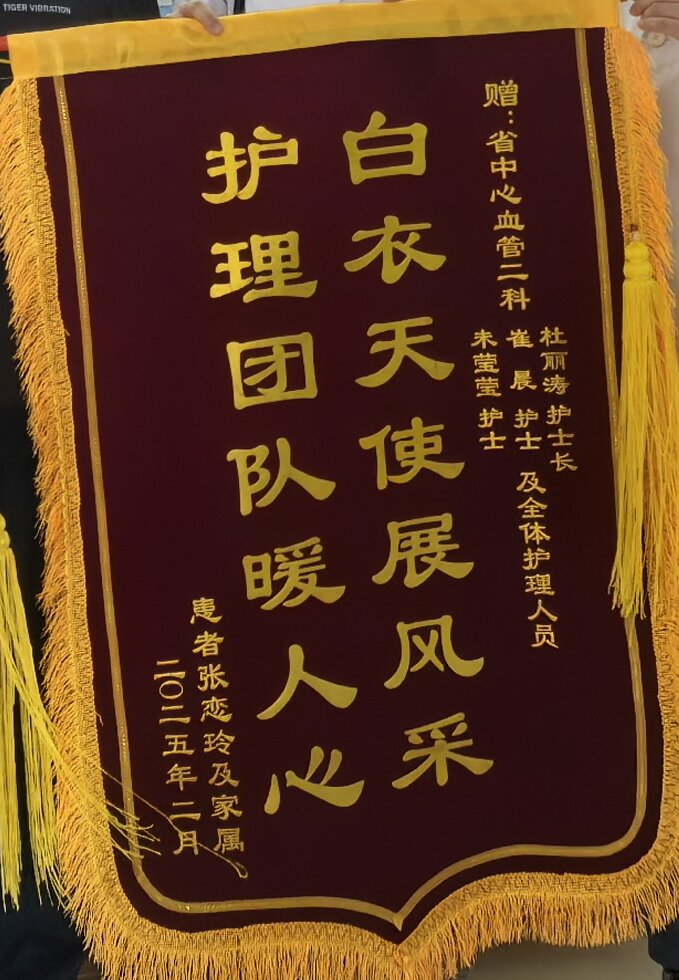 TIGER VIBRATION
赠：省中心血管二科
杜丽涛 护士长
崔晨 护士
未莹莹 护士
及全体护理人员
白衣天使展风采
护理团队暖人心
患者张恋玲及家属
二〇二五年二月